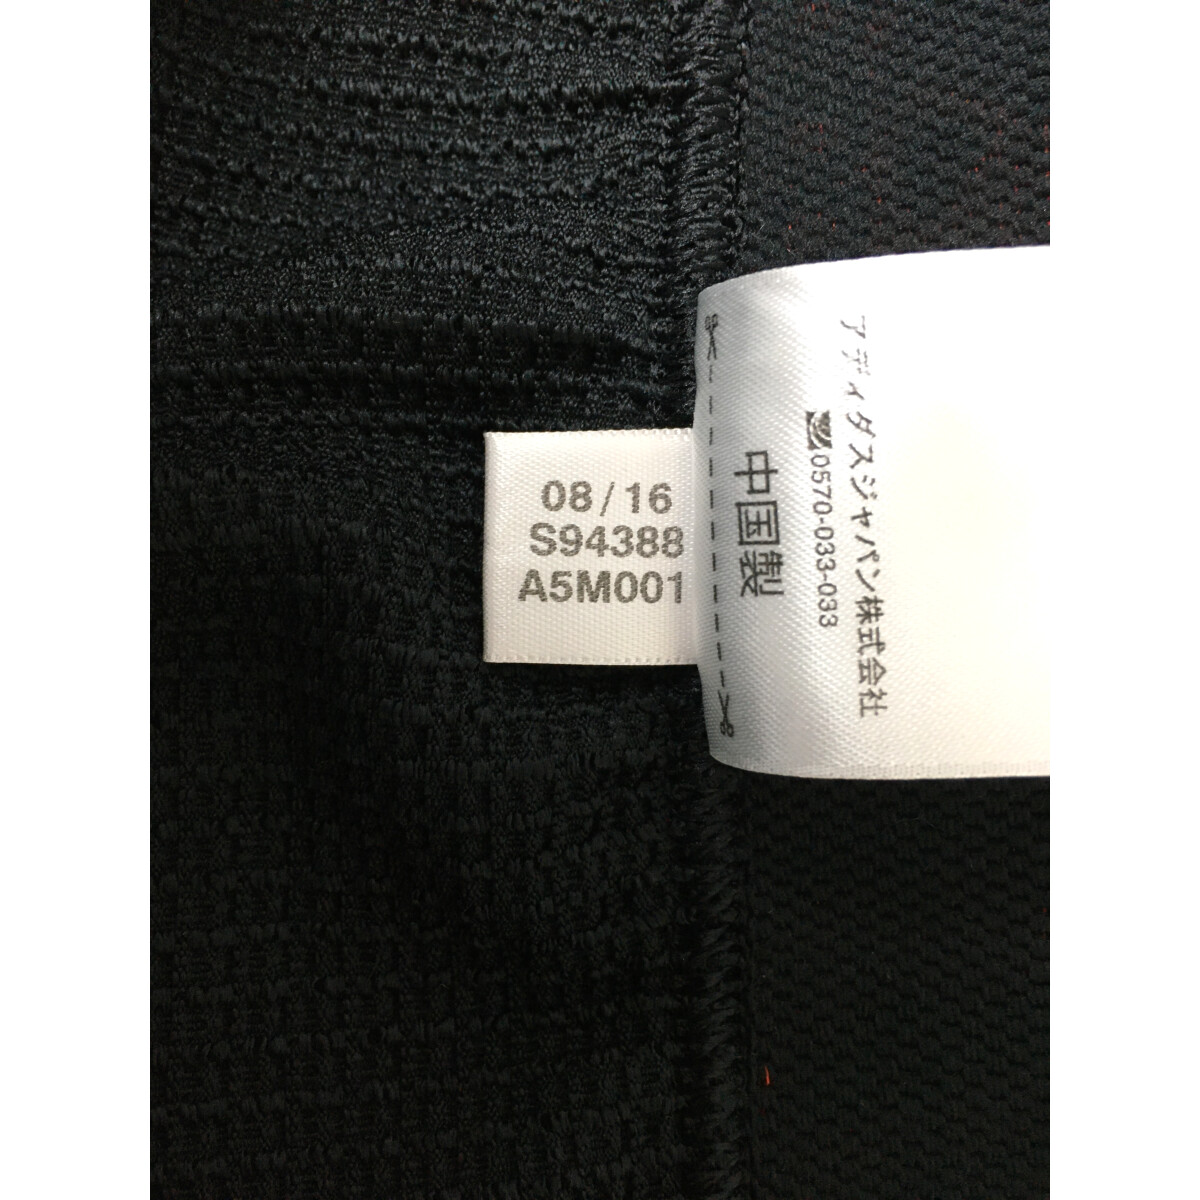 08/16
S94388
A5M001
アディダスジャパン株式会社
0570-033-033
中国製